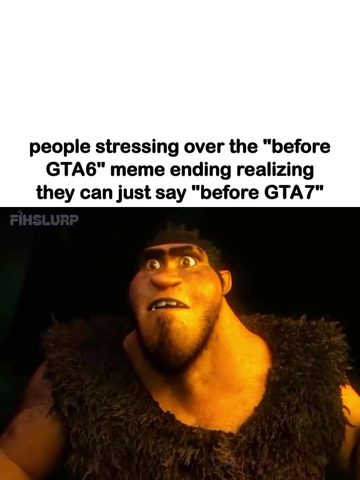 people stressing over the "before
GTA6" meme ending realizing
they can just say "before GTA7"
FIHSLURP